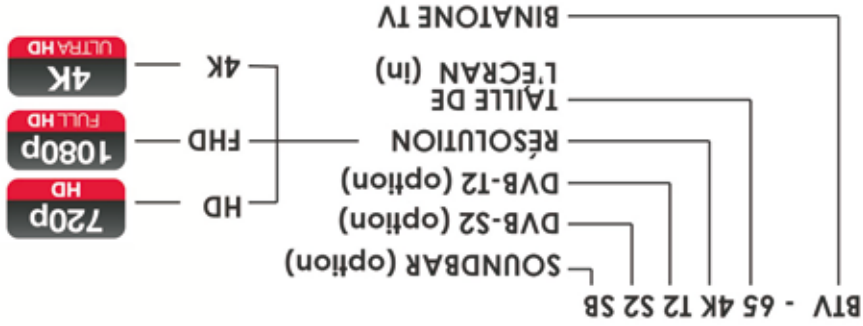 BTV - 65 4K T2 S2 SB
SOUNDBAR (option)
DVB-S2 (option)
DVB-T2 (option)
RÉSOLUTION
TAILLE DE
L'ÉCRAN (in)
BINATONE TV
HD
720p
HD
FHD
1080p
FULL HD
4K
4K
ULTRA HD